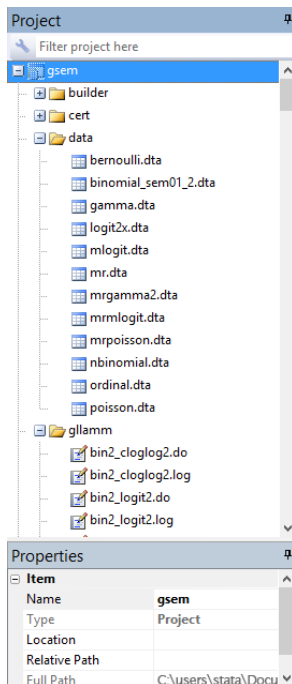 Project
Filter project here
gsem
builder
cert
data
bernoulli.dta
binomial_sem01_2.dta
gamma.dta
logit2x.dta
mlogit.dta
mr.dta
mrgamma2.dta
mrmlogit.dta
mrpoisson.dta
nbinomial.dta
ordinal.dta
poisson.dta
gllamm
bin2_cloglog2.do
bin2_cloglog2.log
bin2_logit2.do
bin2_logit2.log
Properties
Item
Name gsem
Type Project
Location
Relative Path
Full Path C:\users\stata\Docu